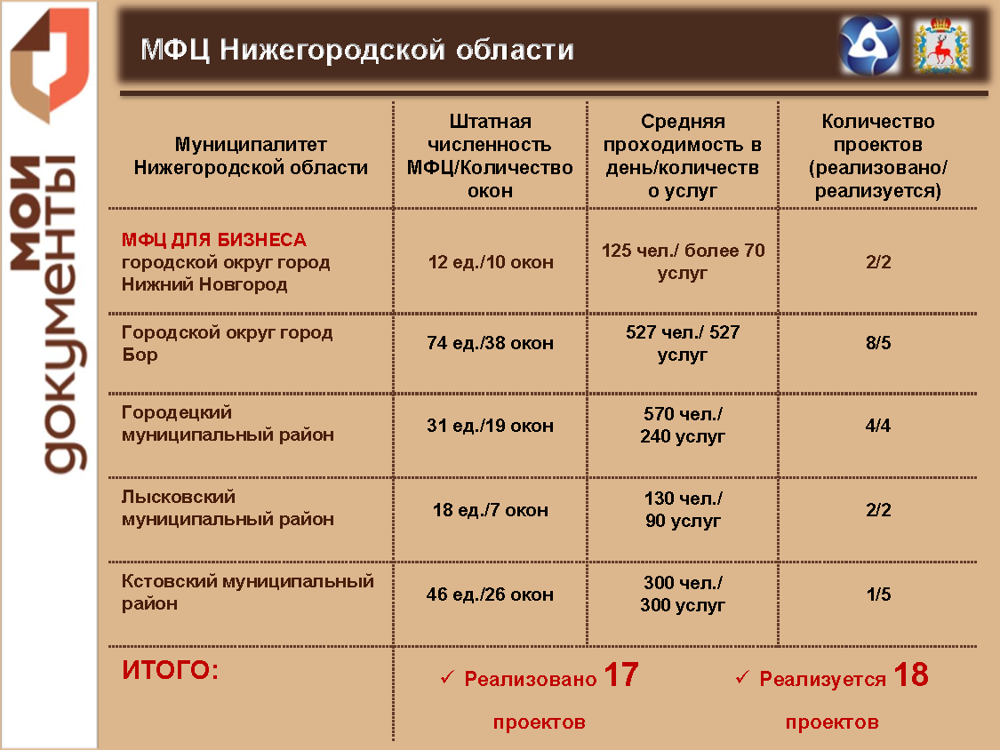 мои
документы
МФЦ Нижегородской области
Муниципалитет
Нижегородской области
Штатная
численность
МФЦ/Количество
окон
Средняя
проходимость в
день/количеств
о услуг
Количество
проектов
(реализовано/
реализуется)
МФЦ ДЛЯ БИЗНЕСА
городской округ город
Нижний Новгород
12 ед./10 окон
125 чел./ более 70
услуг
2/2
Городской округ город
Бор
74 ед./38 окон
527 чел./ 527
услуг
8/5
Городецкий
муниципальный район
31 ед./19 окон
570 чел./
240 услуг
4/4
Лысковский
муниципальный район
18 ед./7 окон
130 чел./
90 услуг
2/2
Кстовский муниципальный
район
46 ед./26 окон
300 чел./
300 услуг
1/5
ИТОГО:
✓ Реализовано 17
проектов
✓ Реализуется 18
проектов